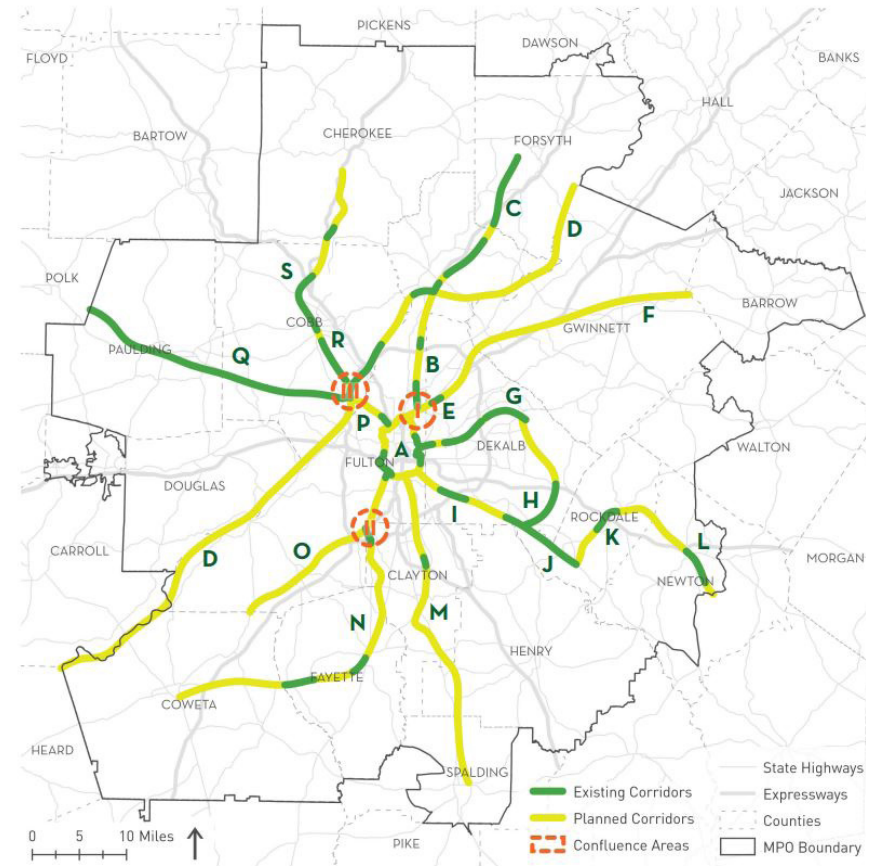 PICKENS
DAWSON
FLOYD
BANKS
HALL
BARTOW
CHEROKEE
FORSYTH
JACKSON
C
D
S
POLK
COBB
BARROW
F
GWINNETT
R
PAULDING
Q
B
G
P
E
A
DEKALB
WALTON
FULTON
DOUGLAS
I
H
ROCKDALE
K
CARROLL
O
D
J
L
MORGAN
CLAYTON
NEWTON
M
N
HENRY
FAYETTE
COWETA
HEARD
SPALDING
PIKE
State Highways
Existing Corridors
Expressways
Planned Corridors
Counties
Confluence Areas
MPO Boundary
0 5 10 Miles
III
I
II